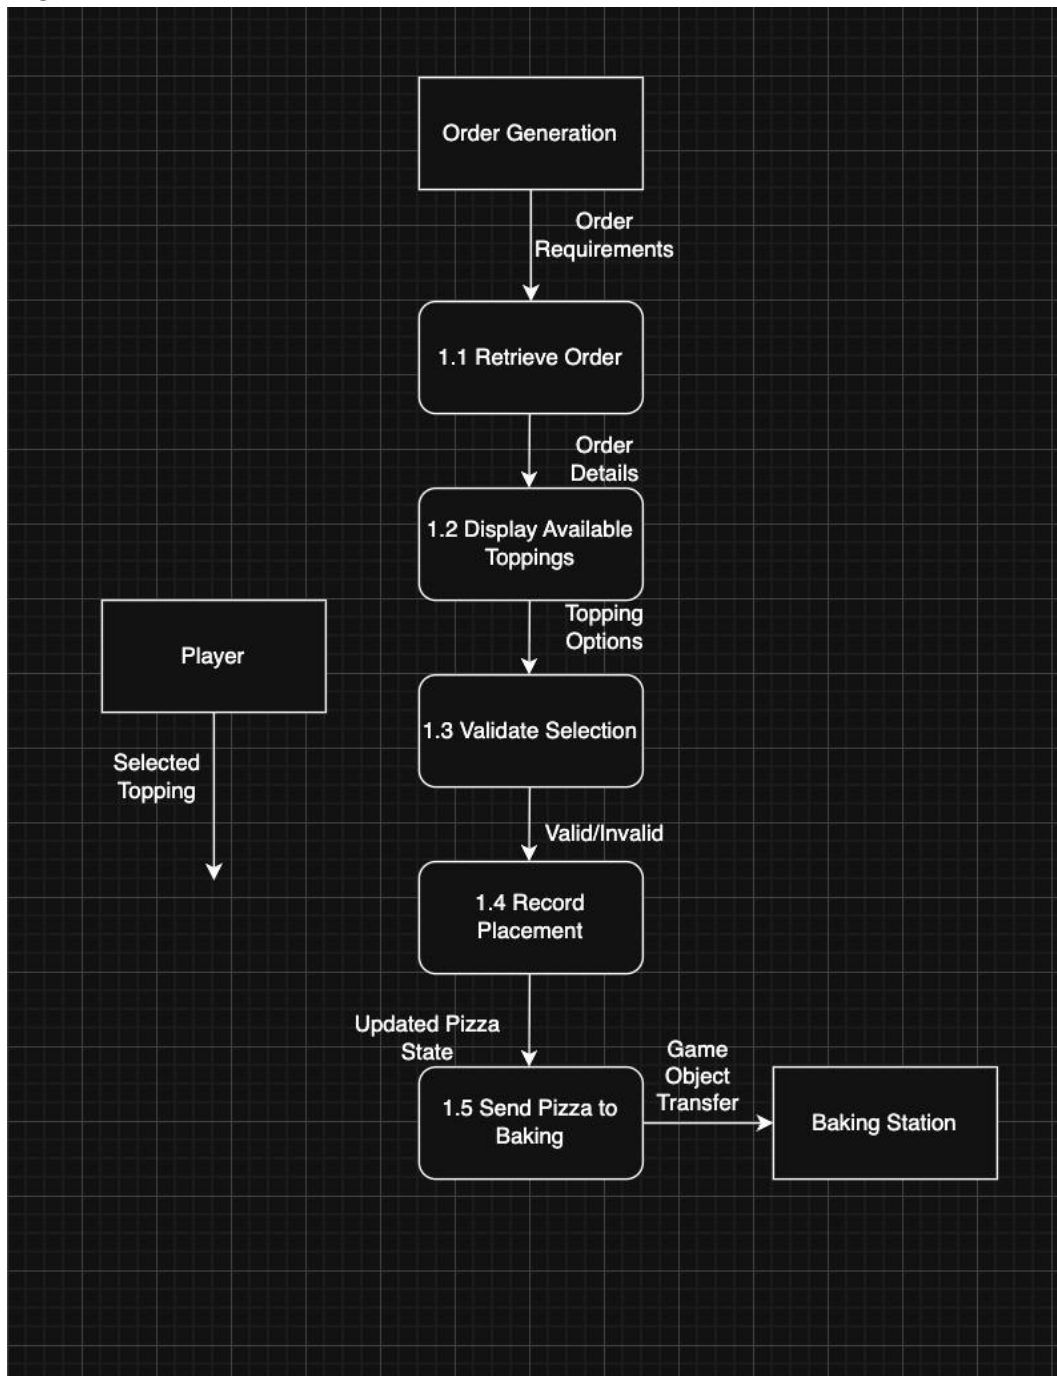 Order Generation
Order
Requirements
1.1 Retrieve Order
Order
Details
1.2 Display Available
Toppings
Topping
Options
Player
1.3 Validate Selection
Selected
Topping
Valid/Invalid
1.4 Record
Placement
Updated Pizza
State
Game
Object
Transfer
1.5 Send Pizza to
Baking
Baking Station